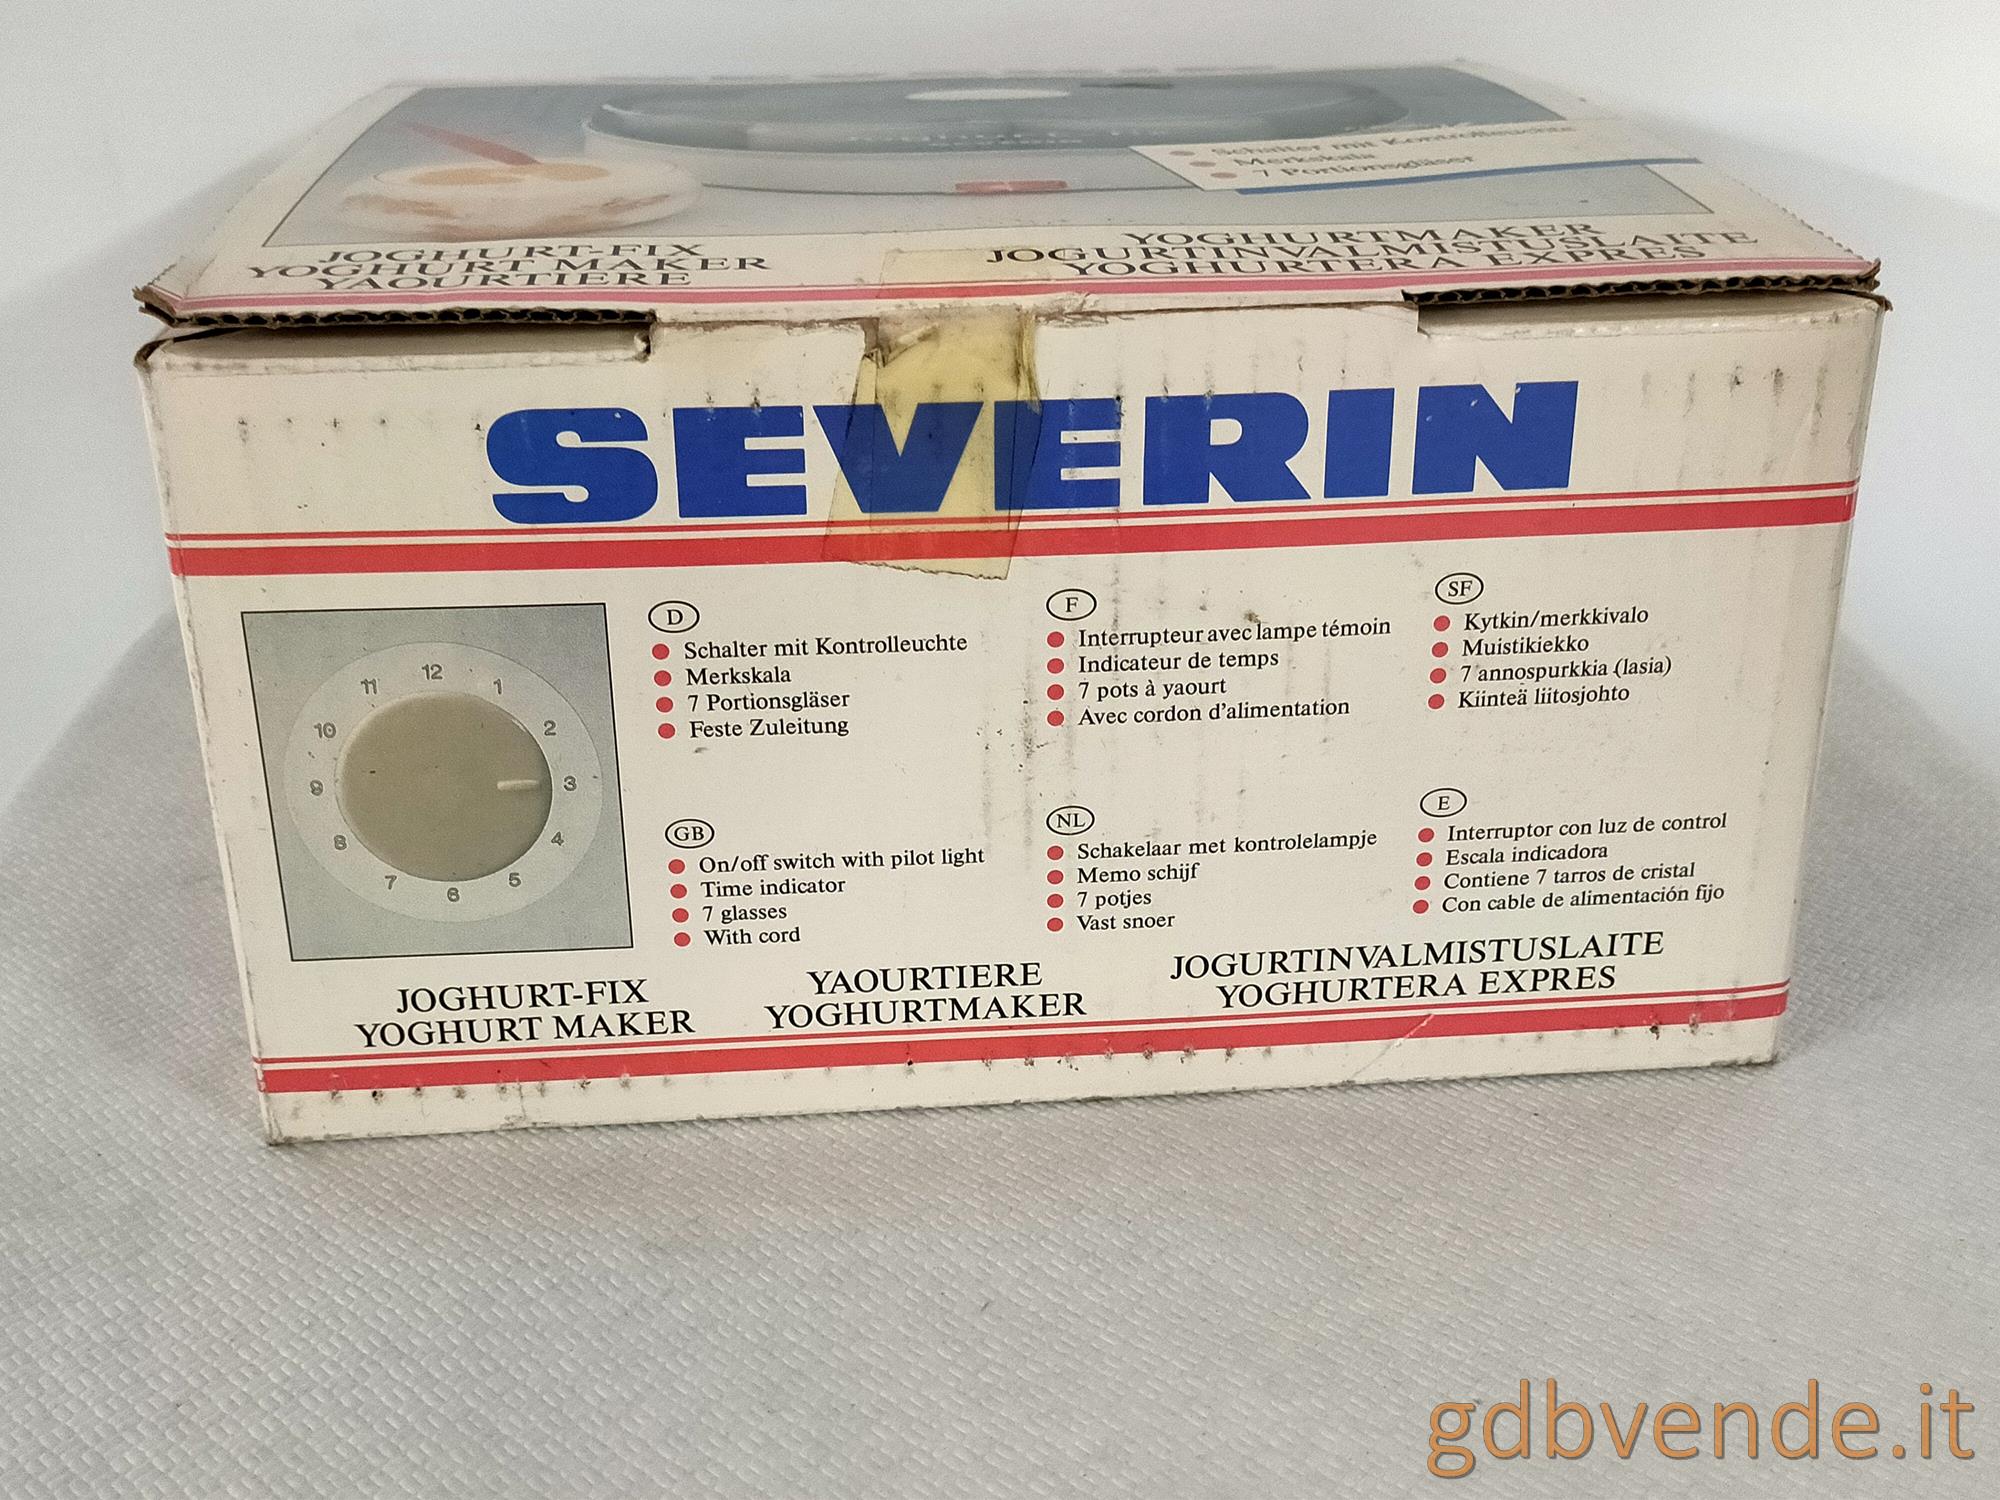 Schalter mit Kontrolleuchte
Merkskala
7 Portionsgläser
JOGHURT-FIX
YOGHURT MAKER
YAOURTIERE
YOGHURTMAKER
JOGURTINVALMISTUSLAITE
YOGHURTERA EXPRES
SEVERIN
12
1
2
3
4
5
6
7
8
9
10
11
D
Schalter mit Kontrolleuchte
Merkskala
7 Portionsgläser
Feste Zuleitung
F
Interrupteur avec lampe témoin
Indicateur de temps
7 pots à yaourt
Avec cordon d'alimentation
SF
Kytkin/merkkivalo
Muistikiekko
7 annospurkkia (lasia)
Kiinteä liitosjohto
GB
On/off switch with pilot light
Time indicator
7 glasses
With cord
NL
Schakelaar met kontrolelampje
Memo schijf
7 potjes
Vast snoer
E
Interruptor con luz de control
Escala indicadora
Contiene 7 tarros de cristal
Con cable de alimentación fijo
JOGHURT-FIX
YOGHURT MAKER
YAOURTIERE
YOGHURTMAKER
JOGURTINVALMISTUSLAITE
YOGHURTERA EXPRES
gdbvende.it